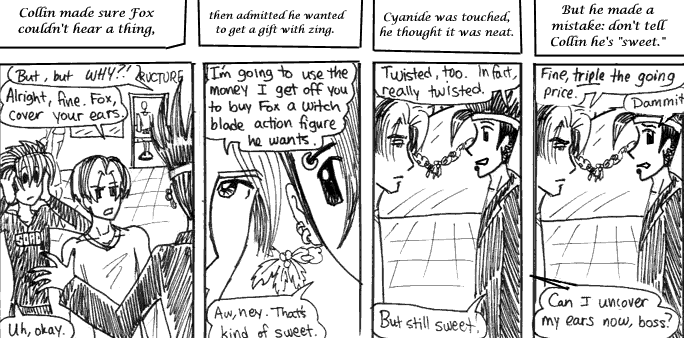 Collin made sure Fox
couldn't hear a thing,
But, but WHY?!
RUCTURE
Alright, fine. Fox,
cover your ears.
SOAP
Uh, okay.
then admitted he wanted
to get a gift with zing.
I'm going to use the
money I get off you
to buy Fox a witch
blade action figure
he wants.
Aw, hey. That's
kind of sweet.
Cyanide was touched,
he thought it was neat.
Twisted, too. In fact,
really twisted.
But still sweet.
But he made a
mistake: don't tell
Collin he's "sweet."
Fine, triple the going
price.
Dammit
Can I uncover
my ears now, boss?